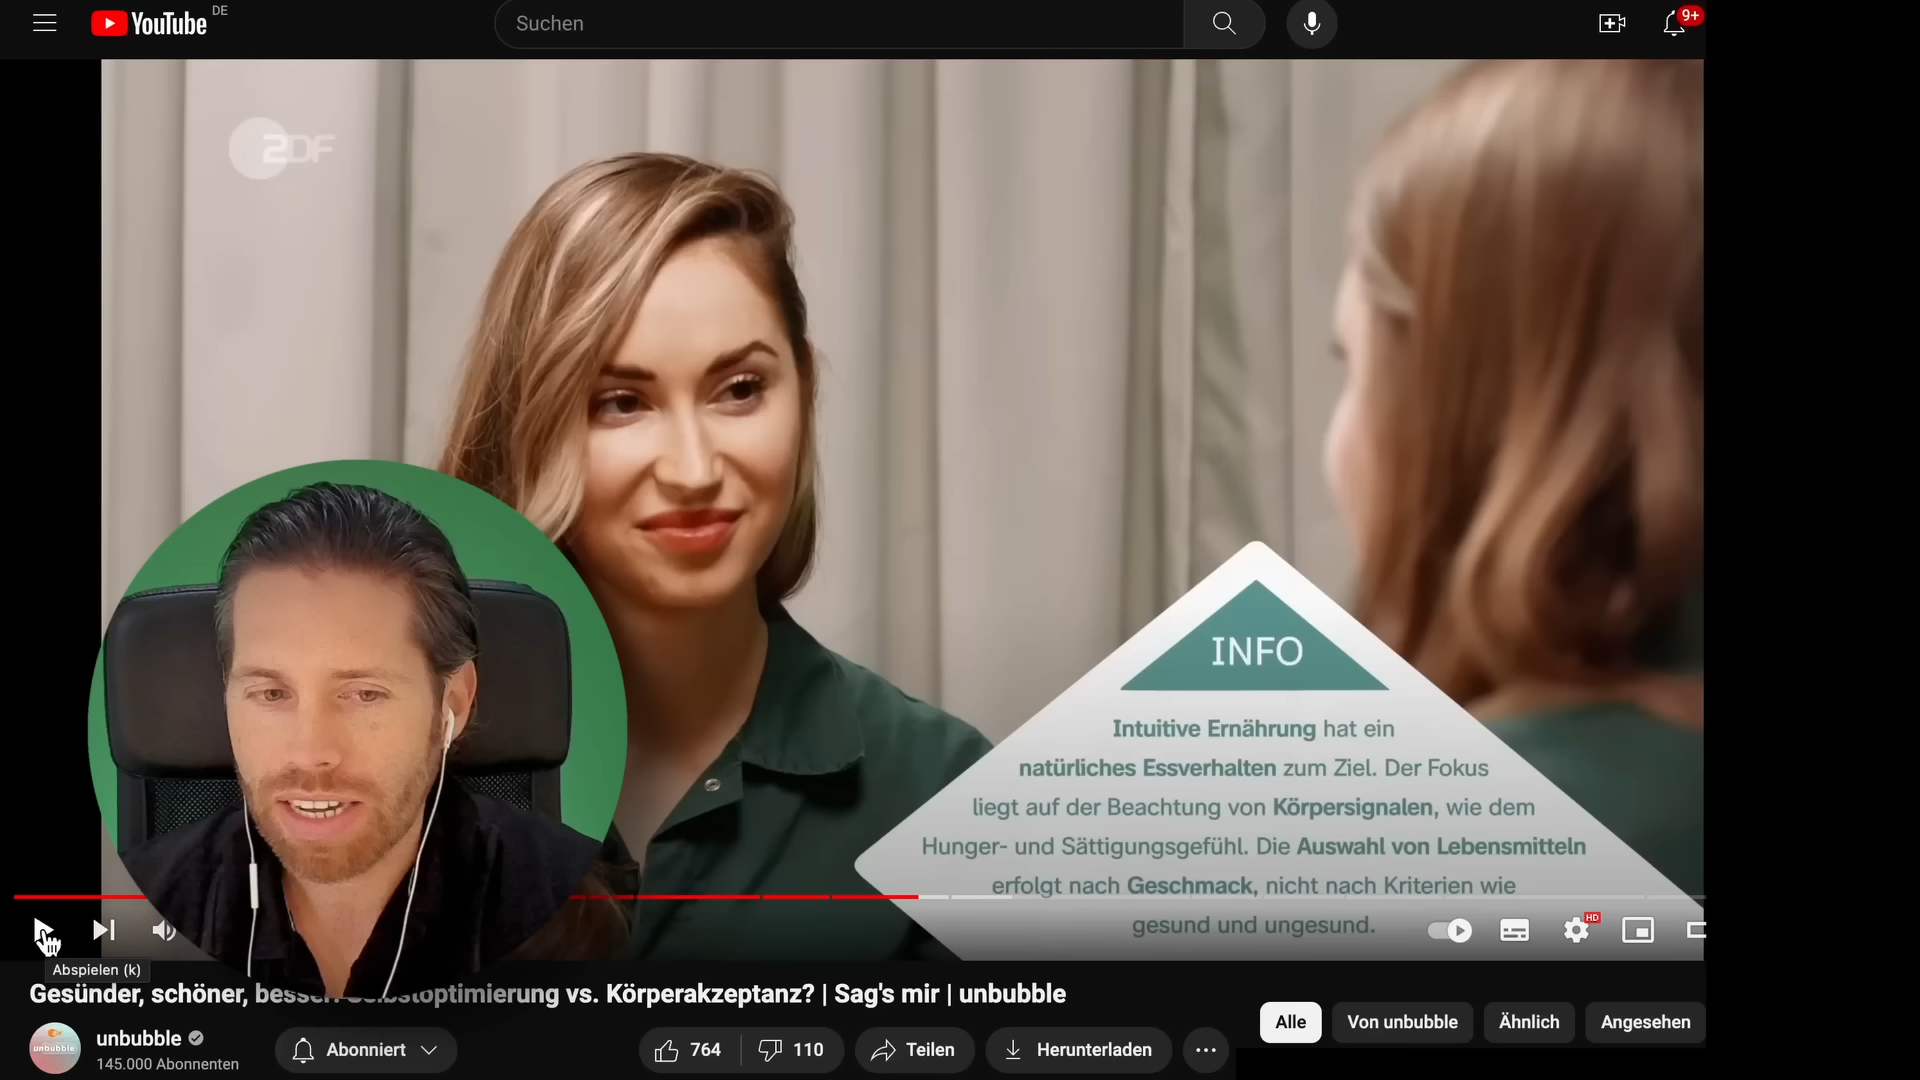 YouTube DE
Suchen
9+
ZDF
INFO
Intuitive Ernährung hat ein
natürliches Essverhalten zum Ziel. Der Fokus
liegt auf der Beachtung von Körpersignalen, wie dem
Hunger- und Sättigungsgefühl. Die Auswahl von Lebensmitteln
erfolgt nach Geschmack, nicht nach Kriterien wie
gesund und ungesund.
HD
Abspielen (k)
Gesünder, schöner, besser: Selbstoptimierung vs. Körperakzeptanz? | Sag's mir | unbubble
unbubble
unbubble
145.000 Abonnenten
Abonniert
764
110
Teilen
Herunterladen
Alle
Von unbubble
Ähnlich
Angesehen